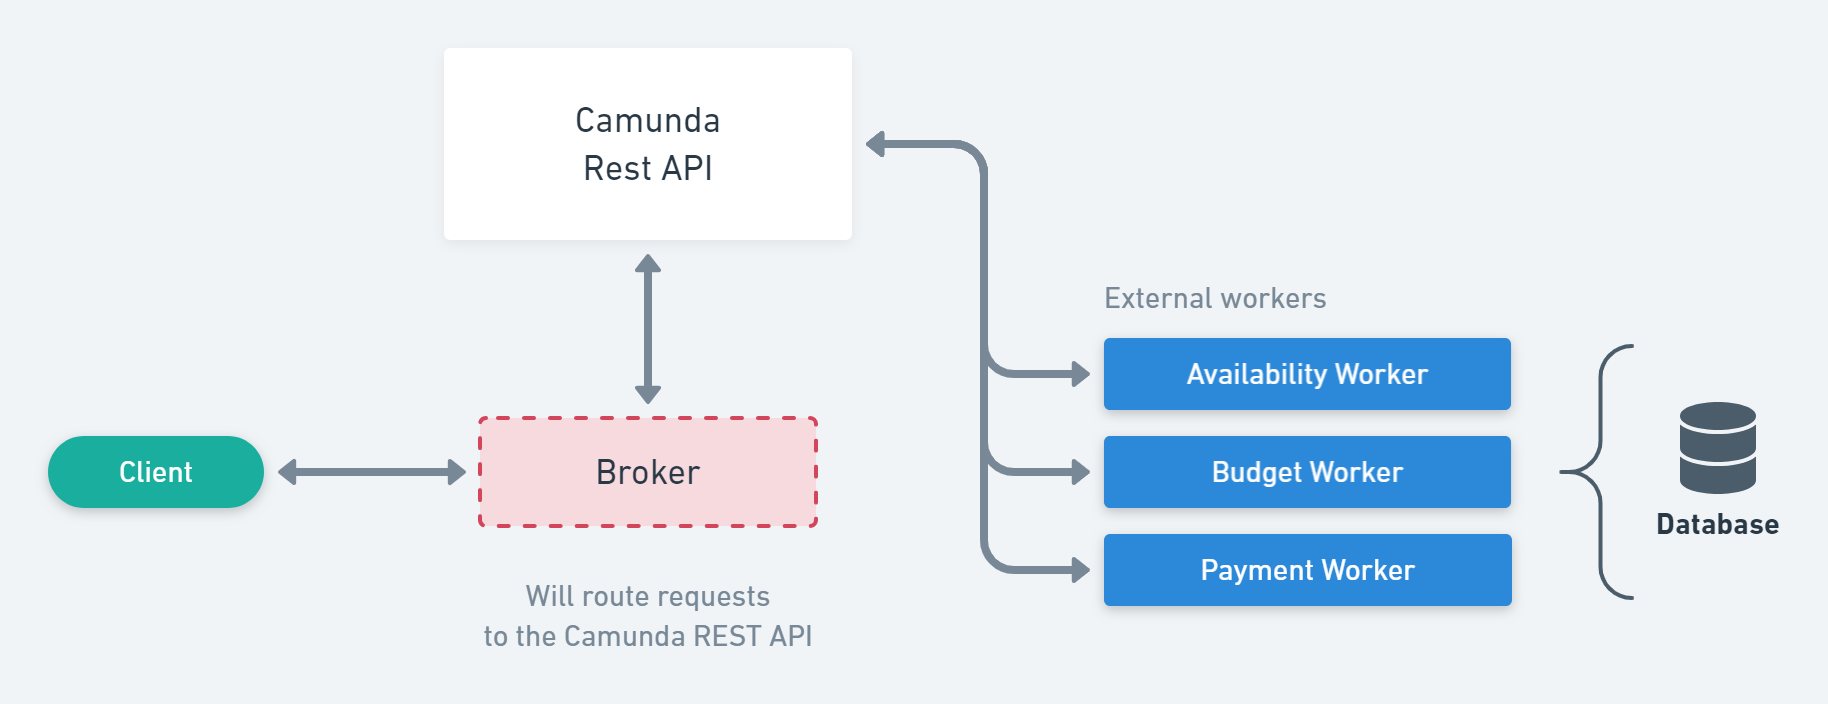 Camunda
Rest API
External workers
Availability Worker
Client
Broker
Budget Worker
Database
Payment Worker
Will route requests
to the Camunda REST API